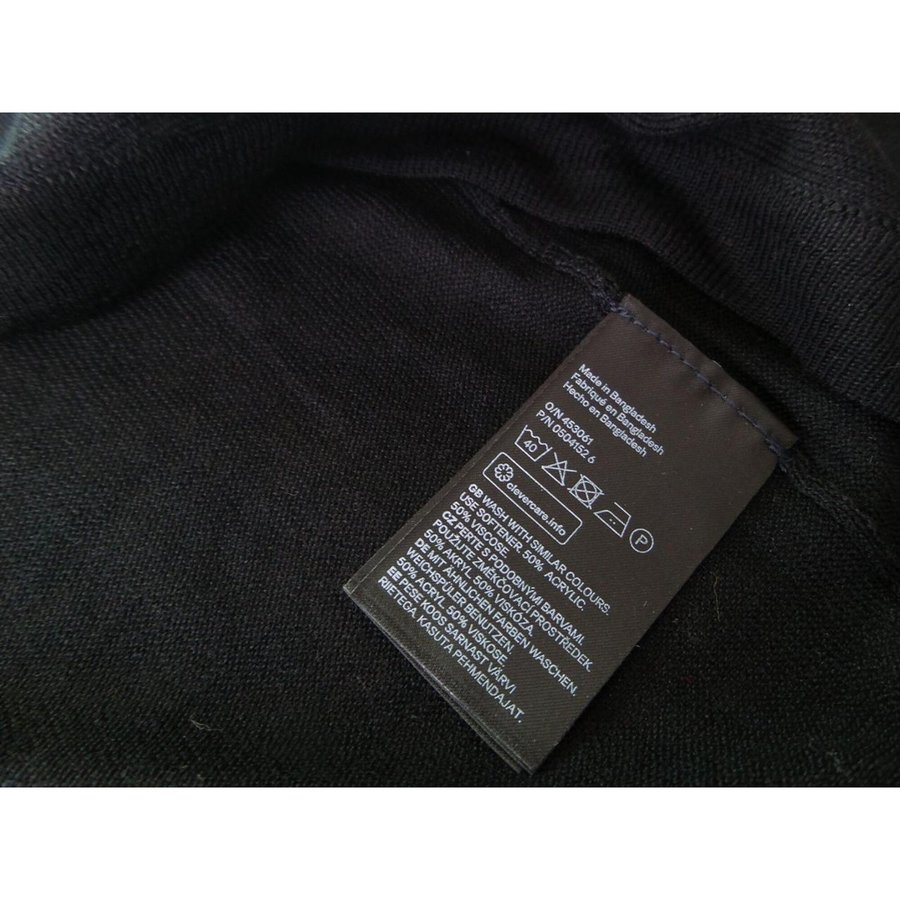 Made in Bangladesh
Fabriqué en Bangladesh
Hecho en Bangladesh
O/N 453061
P/N 0504152 6
40
P
clevercare.info
GB WASH WITH SIMILAR COLOURS.
USE SOFTENER. 50% ACRYLIC.
50% VISCOSE
CZ PERTE S PODOBNÝMI BARVAMI.
POUŽIJTE ZMĚKČOVACÍ PROSTŘEDEK.
50% AKRYL 50% VISKÓZA.
DE MIT ÄHNLICHEN FARBEN WASCHEN.
WEICHSPÜLER BENUTZEN
50% ACRYL 50% VISKOSE.
EE PESE KOOS SARNAST VÄRVI
RIIETEGA. KASUTA PEHMENDAJAT.